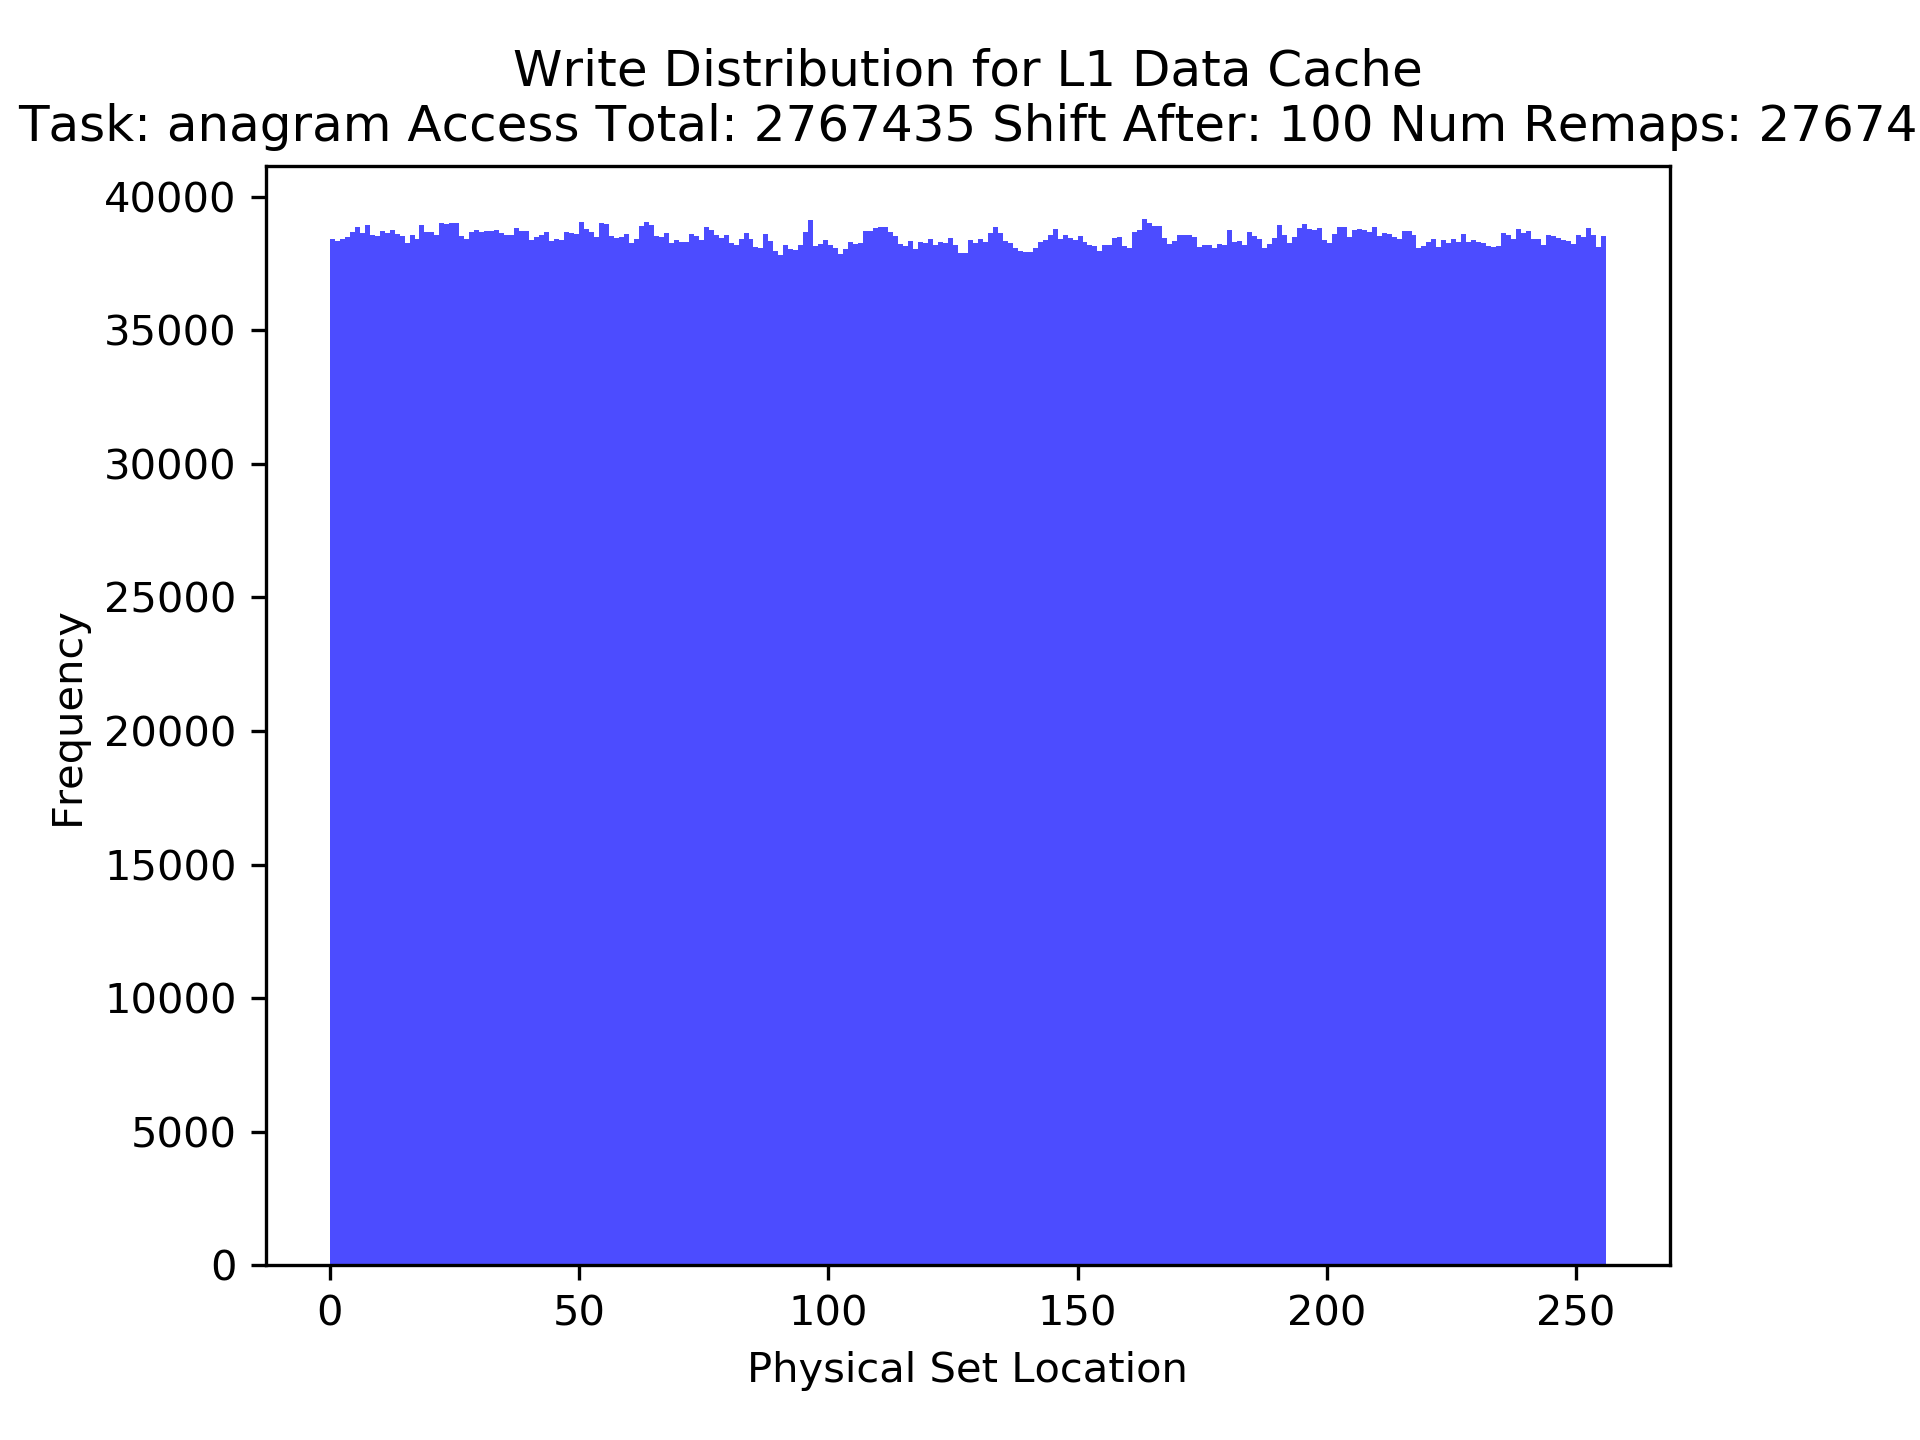 Write Distribution for L1 Data Cache
Task: anagram Access Total: 2767435 Shift After: 100 Num Remaps: 27674
40000
35000
30000
25000
20000
15000
10000
5000
0
Frequency
0 50 100 150 200 250
Physical Set Location